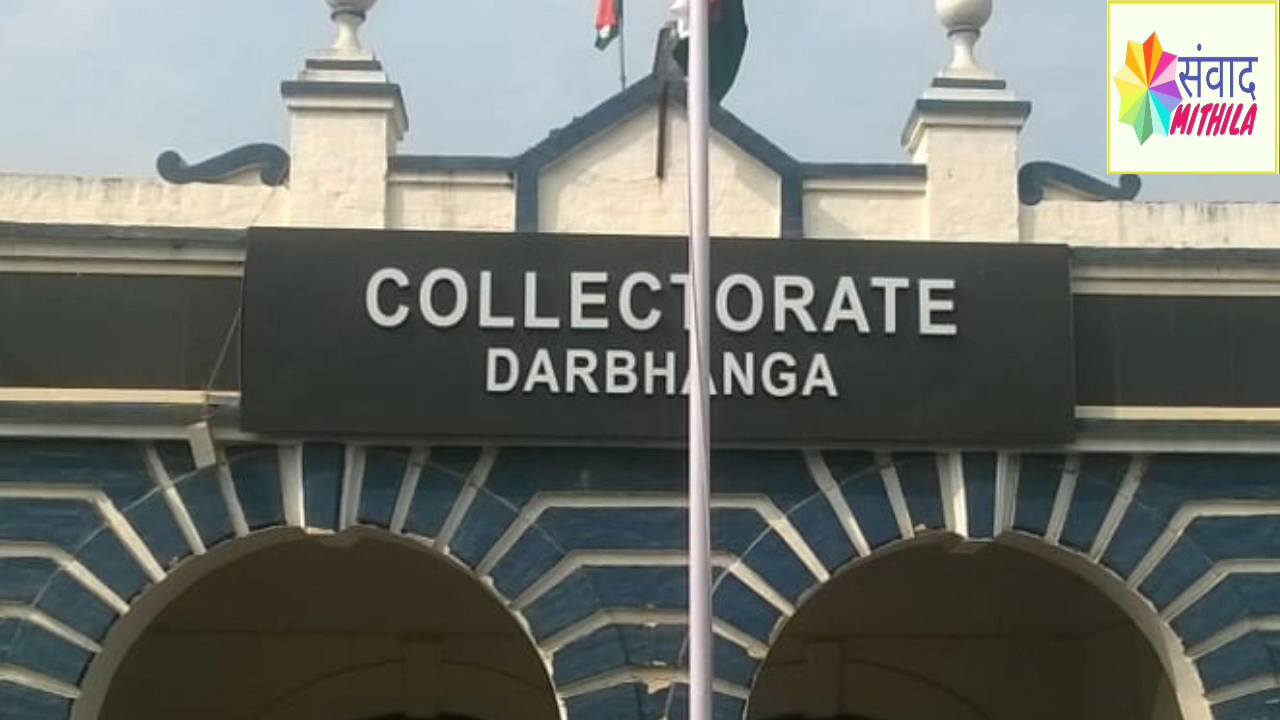 संवाद
MITHILA
COLLECTORATE
DARBHANGA